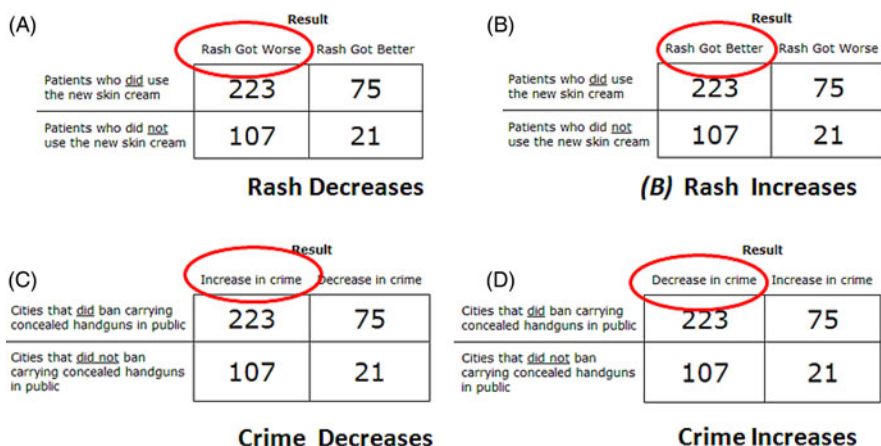 (A)
Result
Rash Got Worse Rash Got Better
Patients who did use
the new skin cream
223 75
Patients who did not
use the new skin cream
107 21
Rash Decreases
(B)
Result
Rash Got Better Rash Got Worse
Patients who did use
the new skin cream
223 75
Patients who did not
use the new skin cream
107 21
(B) Rash Increases
(C)
Result
Increase in crime Decrease in crime
Cities that did ban carrying
concealed handguns in public
223 75
Cities that did not ban
carrying concealed handguns
in public
107 21
Crime Decreases
(D)
Result
Decrease in crime Increase in crime
Cities that did ban carrying
concealed handguns in public
223 75
Cities that did not ban
carrying concealed handguns
in public
107 21
Crime Increases